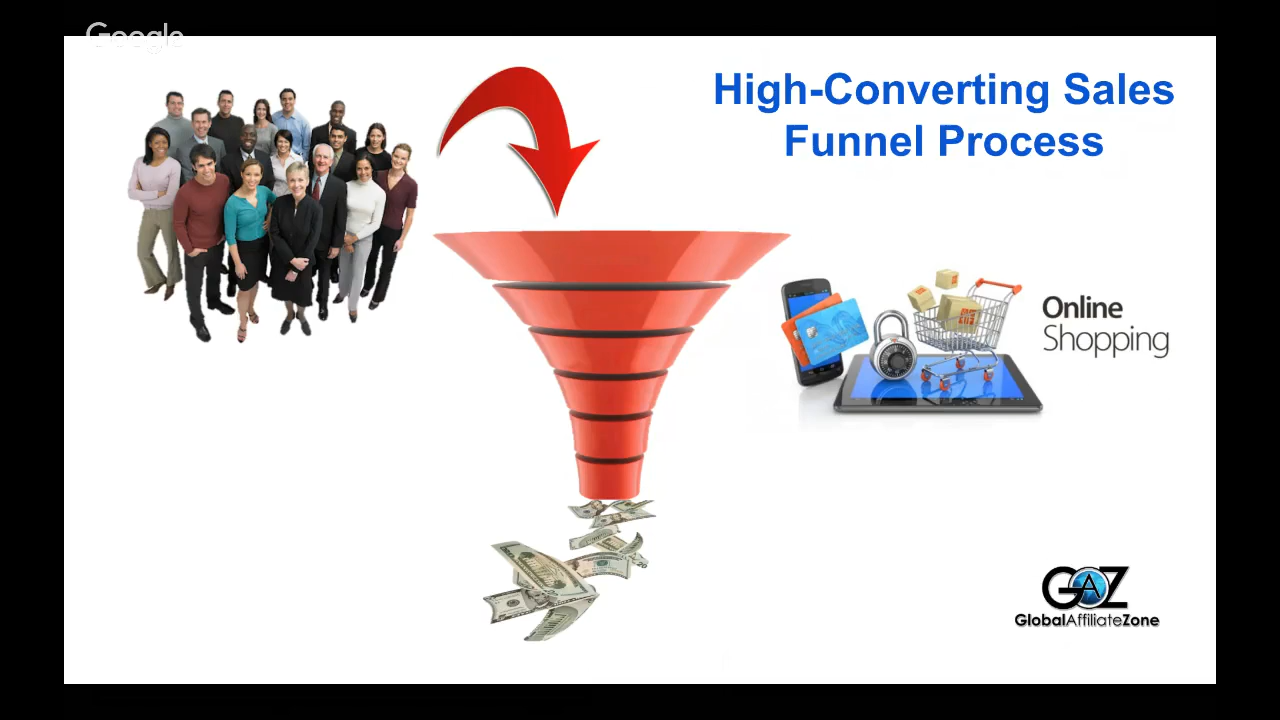 Google
High-Converting Sales
Funnel Process
Online
Shopping
GAZ
GlobalAffiliateZone